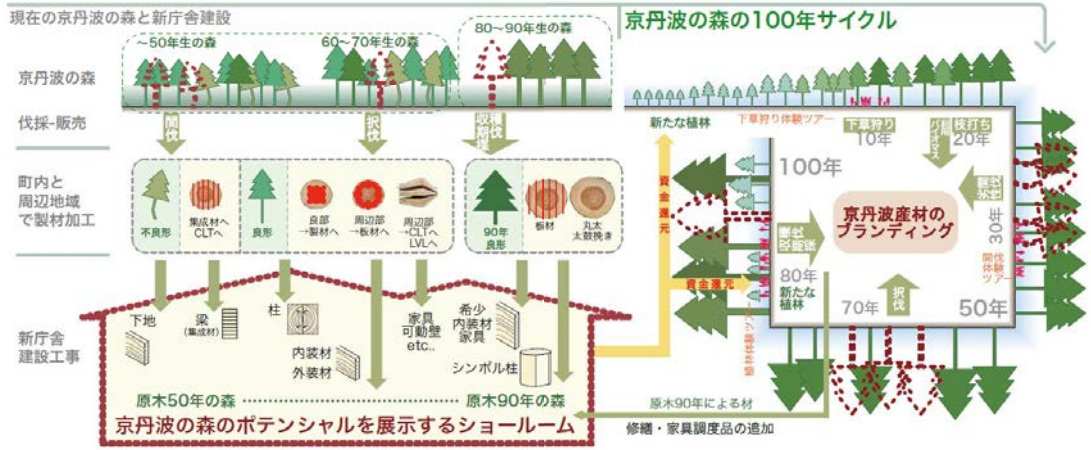 現在の京丹波の森と新庁舎建設
京丹波の森の100年サイクル
京丹波の森
〜50年生の森
60〜70年生の森
80〜90年生の森
伐採-販売
間伐
択伐
町内と
周辺地域
で製材加工
不良形
集成材へ
CLTへ
良形
良部
→製材へ
周辺部
→板材へ
周辺部
→CLTへ
LVLへ
90年
良形
板材
丸太
太鼓挽き
新庁舎
建設工事
下地
梁
(集成材)
柱
内装材
外装材
家具
可動壁
etc..
希少
内装材
家具
シンボル柱
原木50年の森
原木90年の森
京丹波の森のポテンシャルを展示するショールーム
新たな植林
資金還元
資金還元
下草狩り体験ツアー
下草狩り
10年
枝打ち
20年
30年
間伐
体験ツアー
50年
択伐
70年
80年
新たな
植林
植林体験ツアー
100年
京丹波産材の
ブランディング
原木90年による材
修繕・家具調度品の追加